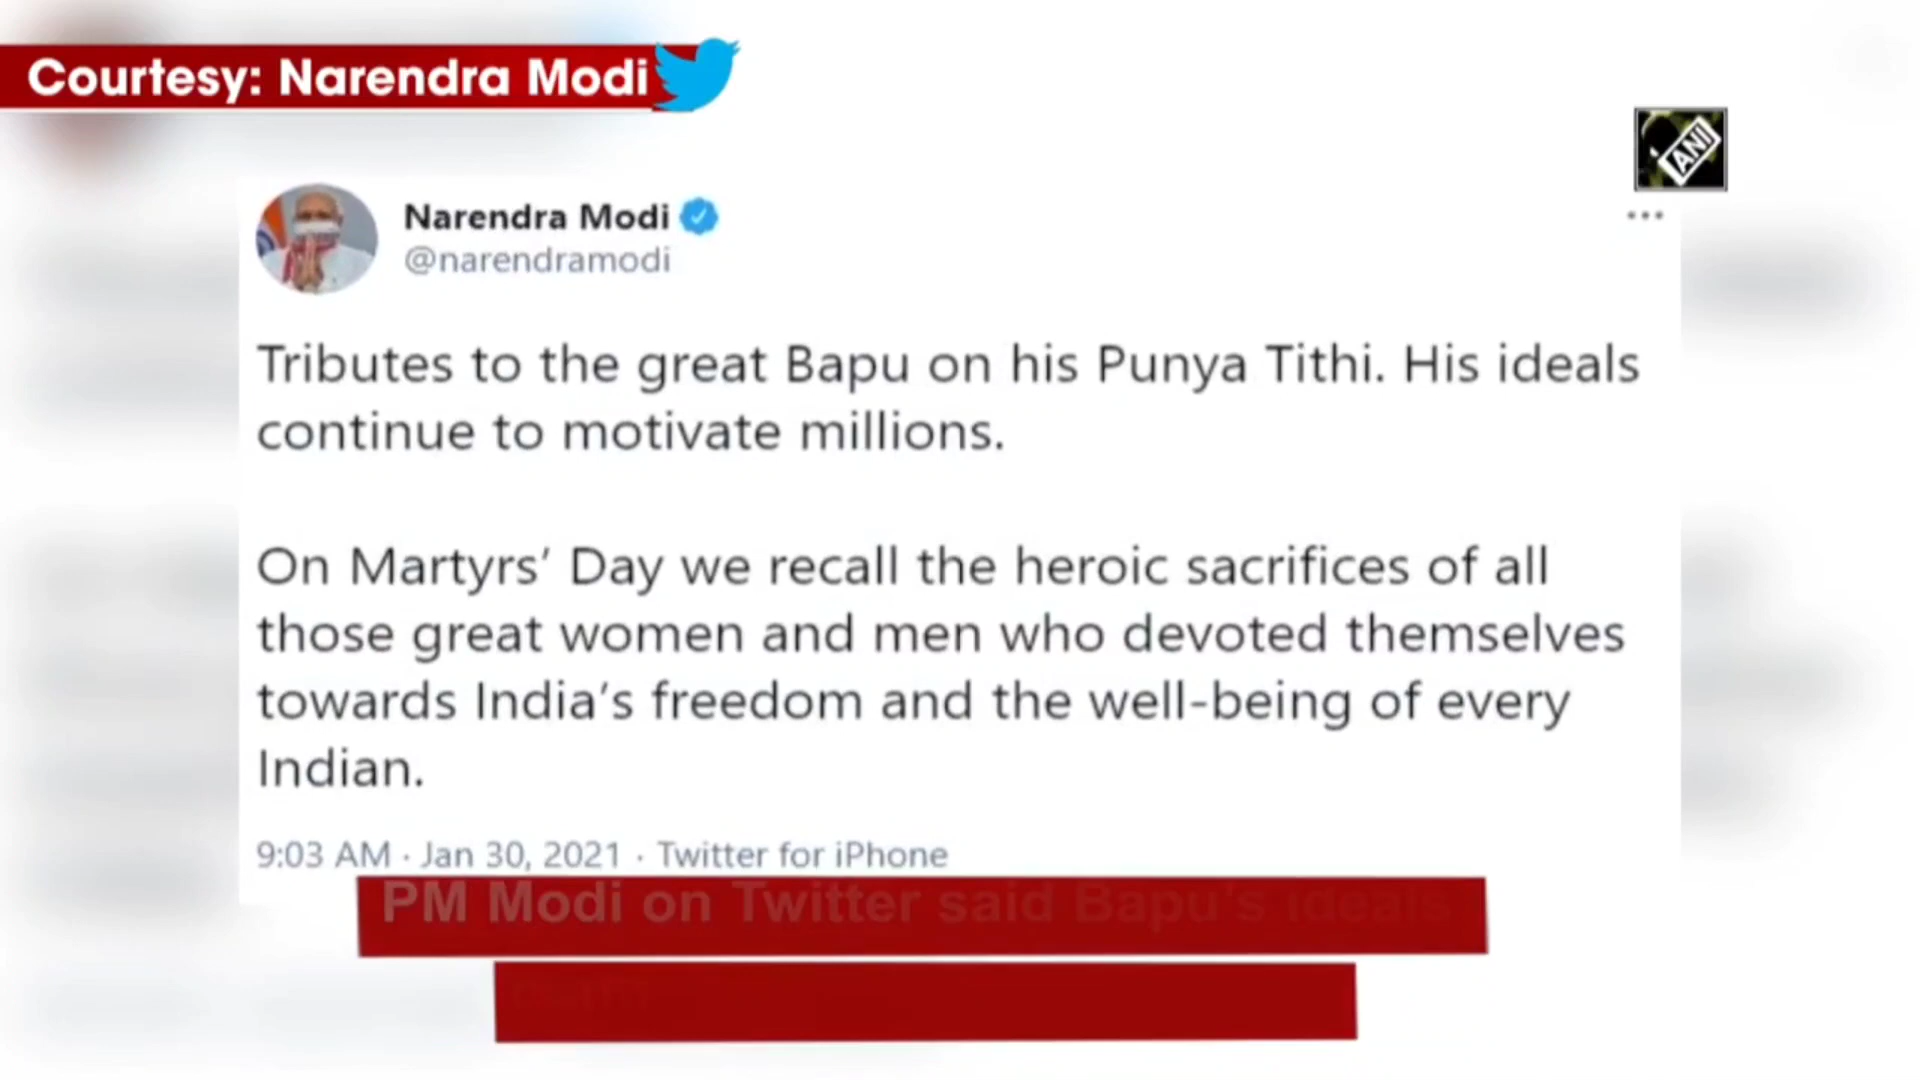 Courtesy: Narendra Modi
ANI
Narendra Modi
@narendramodi
Tributes to the great Bapu on his Punya Tithi. His ideals
continue to motivate millions.
On Martyrs’ Day we recall the heroic sacrifices of all
those great women and men who devoted themselves
towards India’s freedom and the well-being of every
Indian.
9:03 AM · Jan 30, 2021 · Twitter for iPhone
PM Modi on Twitter said Bapu's ideals